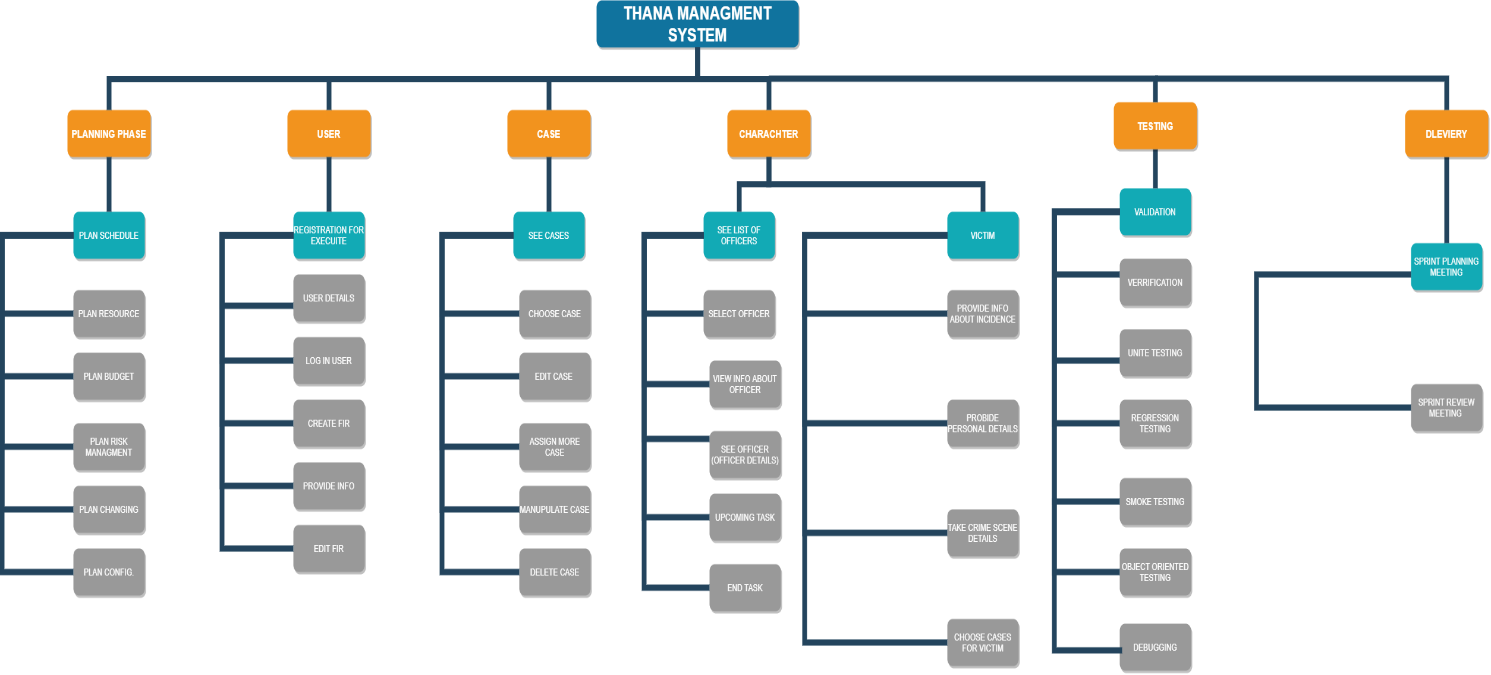 THANA MANAGMENT
SYSTEM
PLANNING PHASE
USER
CASE
CHARACHTER
TESTING
DLEVIERY
PLAN SCHEDULE
PLAN RESOURCE
PLAN BUDGET
PLAN RISK
MANAGMENT
PLAN CHANGING
PLAN CONFIG.
REGISTRATION FOR
EXECUITE
USER DETAILS
LOG IN USER
CREATE FIR
PROVIDE INFO
EDIT FIR
SEE CASES
CHOOSE CASE
EDIT CASE
ASSIGN MORE
CASE
MANUPULATE CASE
DELETE CASE
SEE LIST OF
OFFICERS
SELECT OFFICER
VIEW INFO ABOUT
OFFICER
SEE OFFICER
(OFFICER DETAILS)
UPCOMING TASK
END TASK
VICTIM
PROVIDE INFO
ABOUT INCIDENCE
PROBIDE
PERSONAL DETAILS
TAKE CRIME SCENE
DETAILS
CHOOSE CASES
FOR VICTIM
VALIDATION
VERRIFICATION
UNITE TESTING
REGRESSION
TESTING
SMOKE TESTING
OBJECT ORIENTED
TESTING
DEBUGGING
SPRINT PLANNING
MEETING
SPRINT REVIEW
MEETING